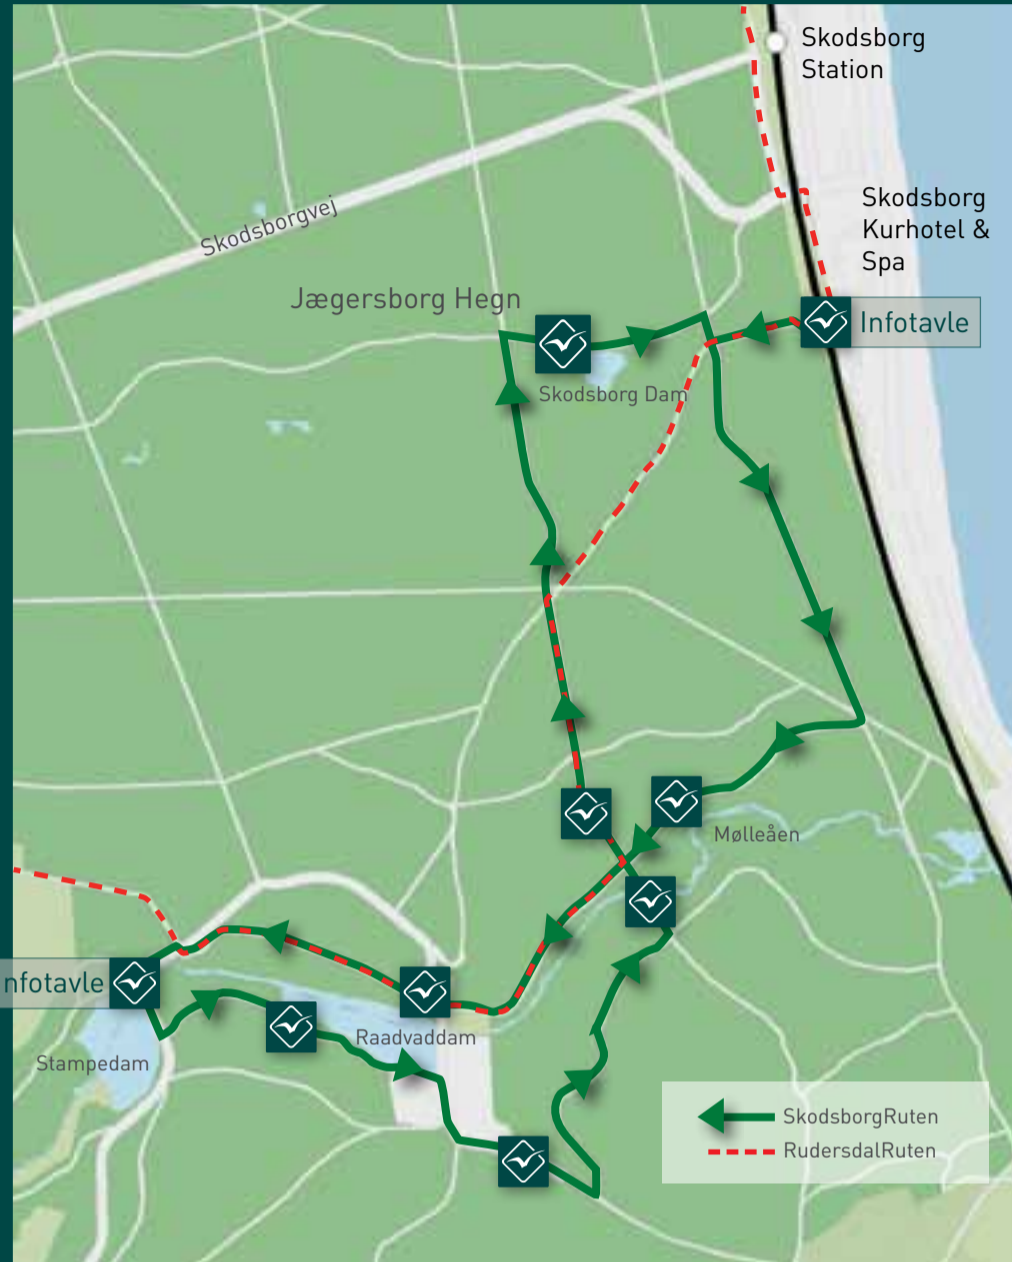 Skodsborg
Station
Skodsborg
Kurhotel &
Spa
Skodsborgvej
Jægersborg Hegn
Infotavle
Skodsborg Dam
Mølleåen
nfotavle
Raadvaddam
Stampedam
SkodsborgRuten
RudersdalRuten